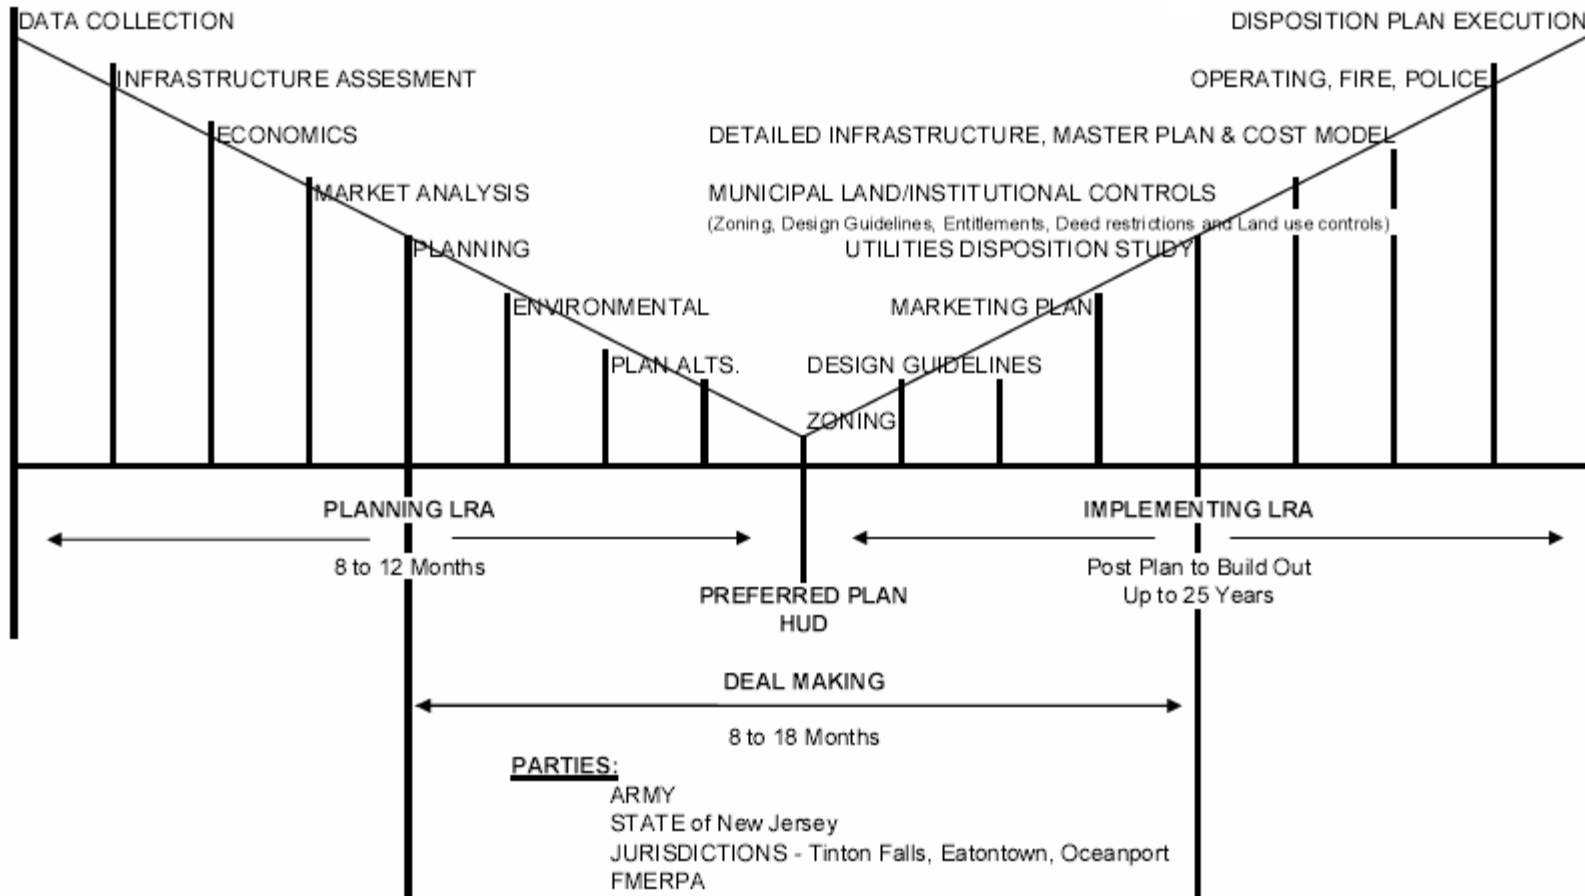 DATA COLLECTION
DISPOSITION PLAN EXECUTION
INFRASTRUCTURE ASSESMENT
OPERATING, FIRE, POLICE
ECONOMICS
DETAILED INFRASTRUCTURE, MASTER PLAN & COST MODEL
MARKET ANALYSIS
MUNICIPAL LAND/INSTITUTIONAL CONTROLS
(Zoning, Design Guidelines, Entitlements, Deed restrictions and Land use controls)
PLANNING
UTILITIES DISPOSITION STUDY
ENVIRONMENTAL
MARKETING PLAN
PLAN ALTS.
DESIGN GUIDELINES
ZONING
PLANNING LRA
8 to 12 Months
IMPLEMENTING LRA
Post Plan to Build Out
Up to 25 Years
PREFERRED PLAN
HUD
DEAL MAKING
8 to 18 Months
PARTIES:
ARMY
STATE of New Jersey
JURISDICTIONS - Tinton Falls, Eatontown, Oceanport
FMERPA